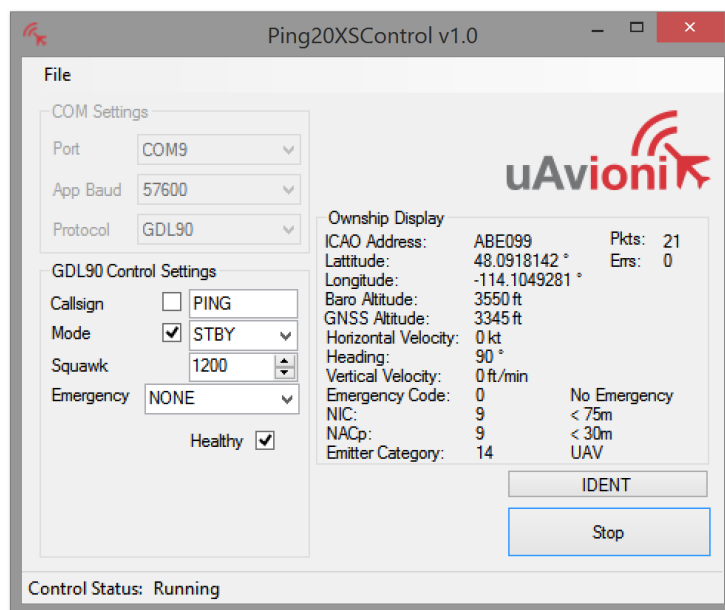 Ping20XSControl v1.0
File
COM Settings
Port COM9
App Baud 57600
Protocol GDL90
GDL90 Control Settings
Callsign PING
Mode STBY
Squawk 1200
Emergency NONE
Healthy
uAvionix
Ownship Display
ICAO Address: ABE099 Pkts: 21
Lattitude: 48.0918142 ° Errs: 0
Longitude: -114.1049281 °
Baro Altitude: 3550 ft
GNSS Altitude: 3345 ft
Horizontal Velocity: 0 kt
Heading: 90 °
Vertical Velocity: 0 ft/min
Emergency Code: 0 No Emergency
NIC: 9 < 75m
NACp: 9 < 30m
Emitter Category: 14 UAV
IDENT
Stop
Control Status: Running